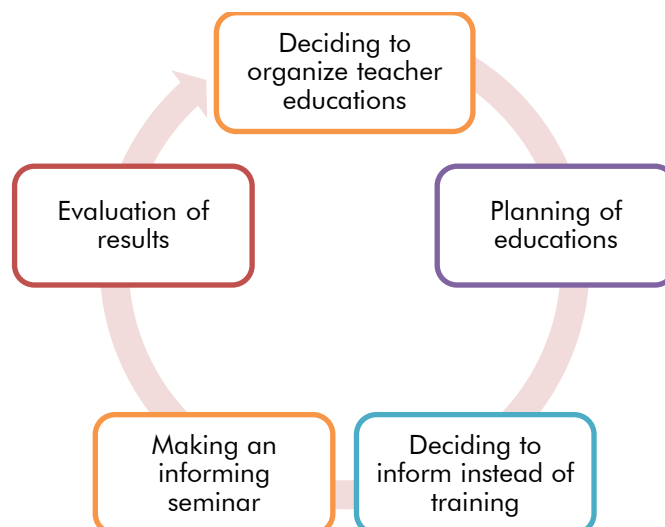 Deciding to
organize teacher
educations
Planning of
educations
Deciding to
inform instead of
training
Making an
informing
seminar
Evaluation of
results